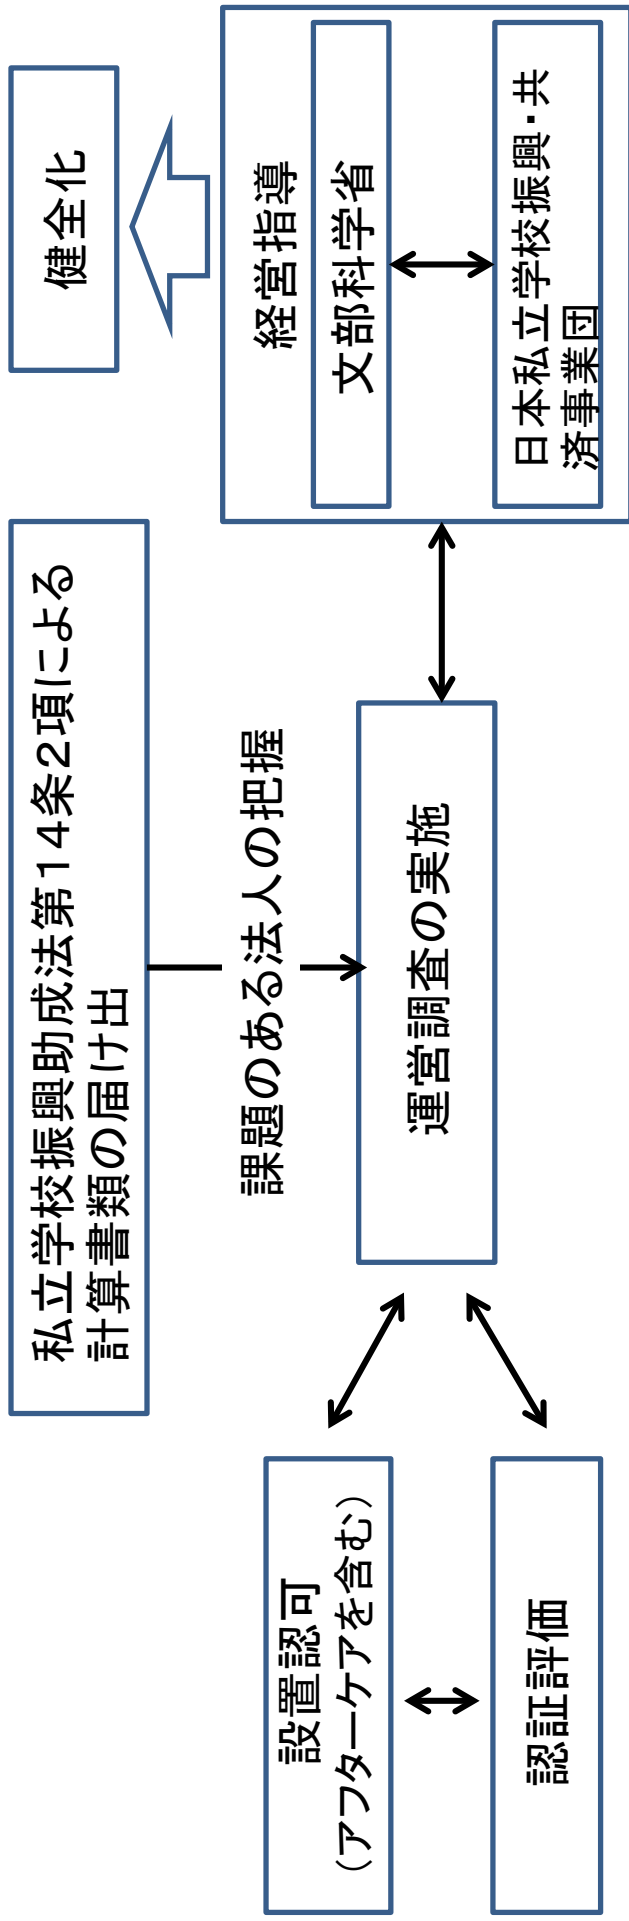 私立学校振興助成法第14条2項による
計算書類の届け出
健全化
課題のある法人の把握
経営指導
文部科学省
日本私立学校振興・共
済事業団
運営調査の実施
設置認可
(アフターケアを含む)
認証評価